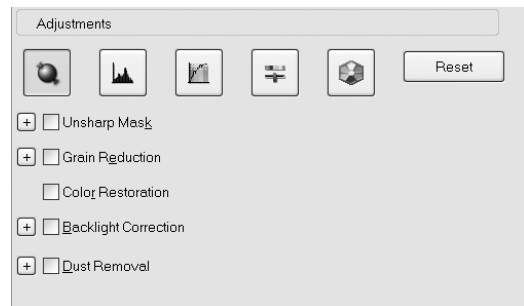 Adjustments
Reset
Unsharp Mask
Grain Reduction
Color Restoration
Backlight Correction
Dust Removal